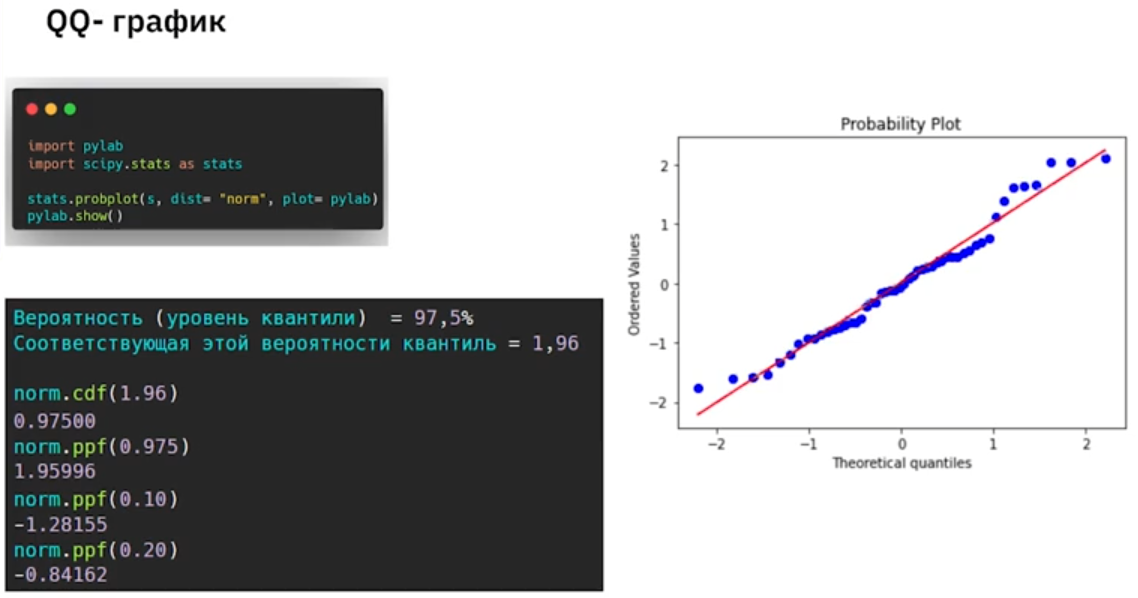 QQ- график
import pylab
import scipy.stats as stats
stats.probplot(s, dist= "norm", plot= pylab)
pylab.show()
Вероятность (уровень квантили)  = 97,5%
Соответствующая этой вероятности квантиль = 1,96
norm.cdf(1.96)
0.97500
norm.ppf(0.975)
1.95996
norm.ppf(0.10)
-1.28155
norm.ppf(0.20)
-0.84162
Probability Plot
Ordered Values
2
1
0
−1
−2
−2 −1 0 1 2
Theoretical quantiles